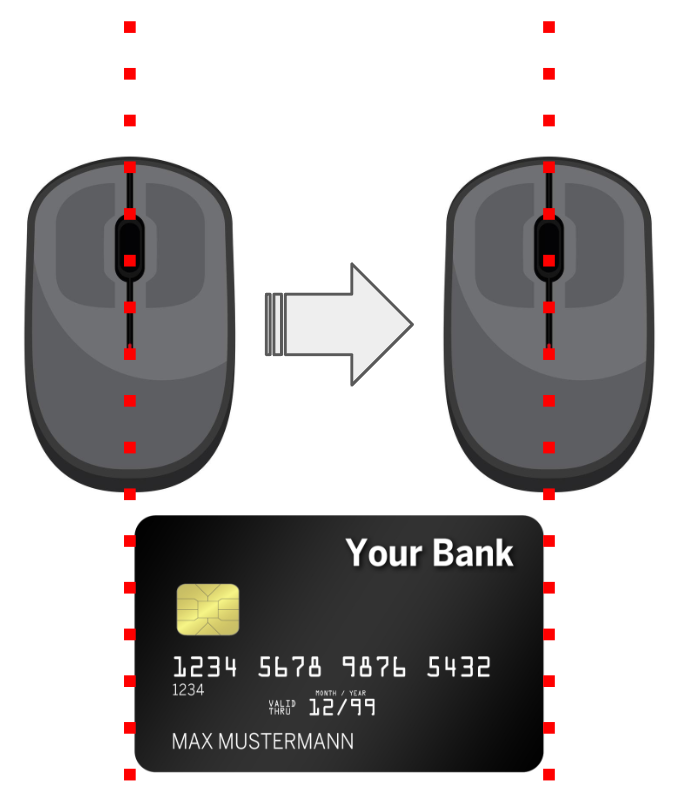 Your Bank
1234 5678 9876 5432
1234
MONTH / YEAR
VALID THRU 12/99
MAX MUSTERMANN